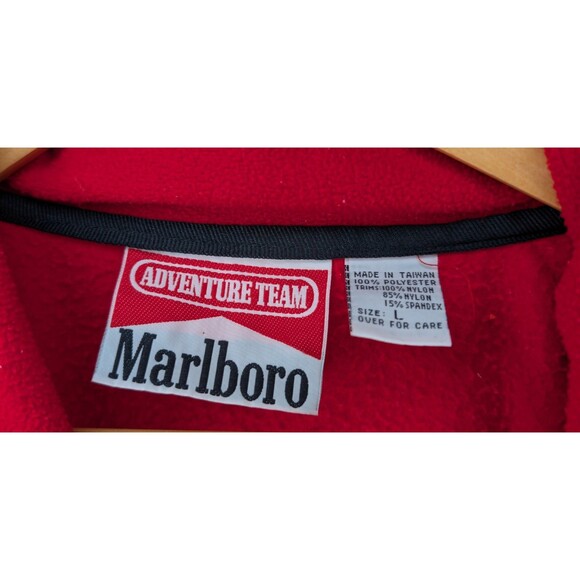 ADVENTURE TEAM
Marlboro
MADE IN TAIWAN
100% POLYESTER
TRIMS:100% NYLON
85% NYLON
15% SPANDEX
SIZE: L
OVER FOR CARE